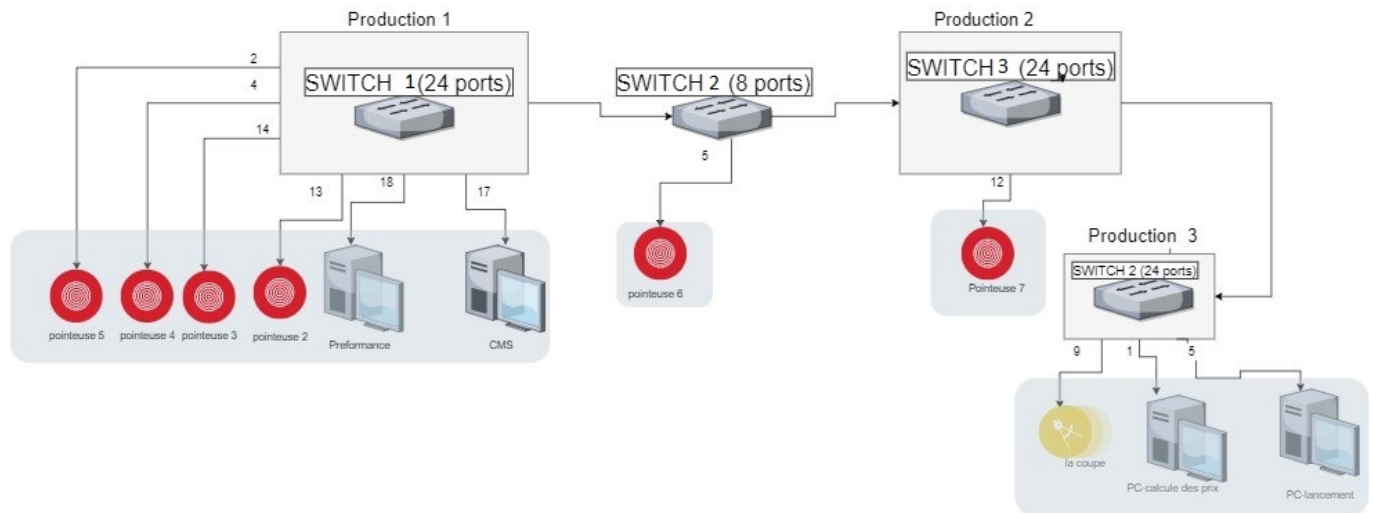 Production 1
Production 2
2
SWITCH 1(24 ports)
SWITCH 2 (8 ports)
SWITCH 3 (24 ports)
4
14
5
13
18
17
12
Production 3
SWITCH 2 (24 ports)
pointeuse 6
Pointeuse 7
pointeuse 5
pointeuse 4
pointeuse 3
pointeuse 2
Preformance
CMS
9
1
5
la coupe
PC-calcule des prix
PC-lancement